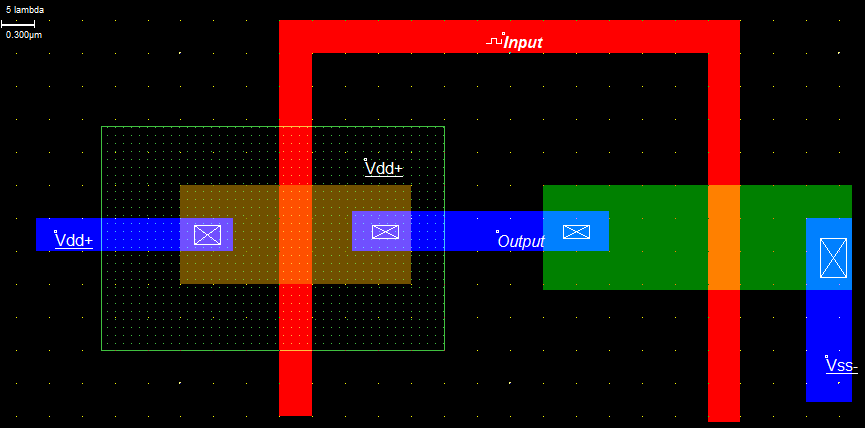 5 lambda
0.300µm
Input
Vdd+
Vdd+
Output
Vss-